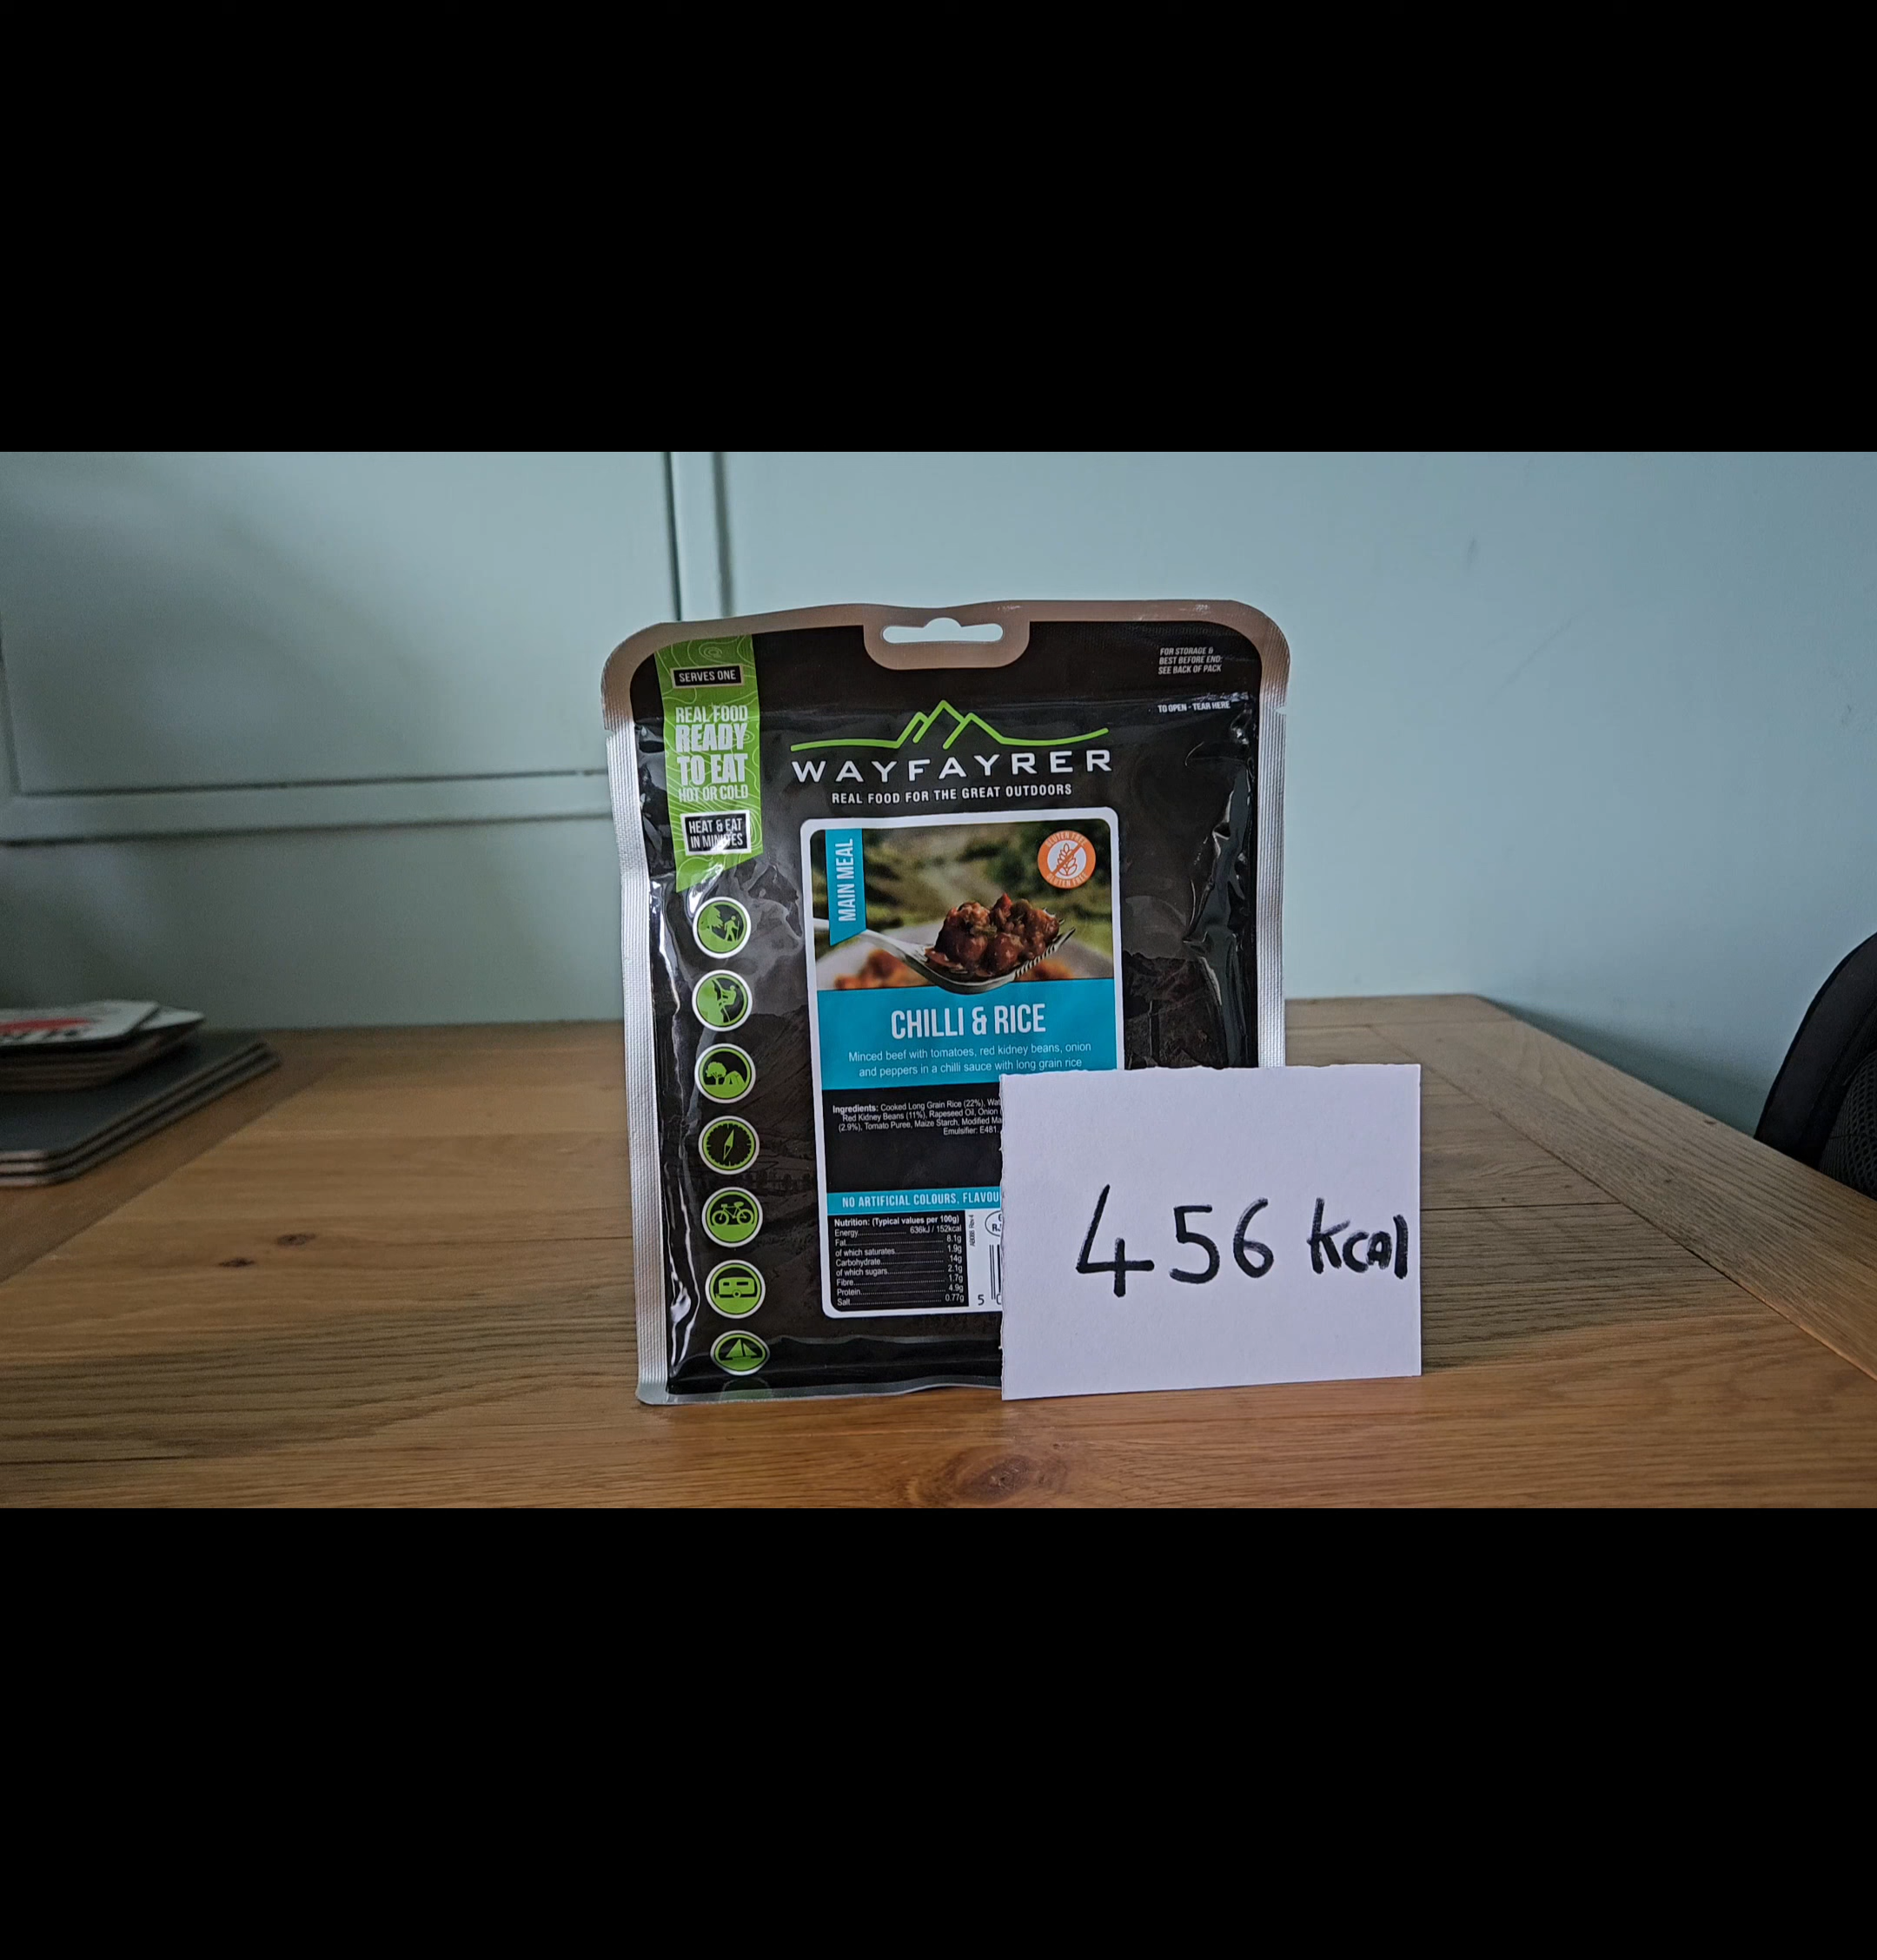 SERVES ONE
REAL FOOD
READY
TO EAT
HOT OR COLD
HEAT & EAT
IN MINUTES
FOR STORAGE &
BEST BEFORE END:
SEE BACK OF PACK
TO OPEN - TEAR HERE
WAYFAYRER
REAL FOOD FOR THE GREAT OUTDOORS
MAIN MEAL
GLUTEN FREE
GLUTEN FREE
CHILLI & RICE
Minced beef with tomatoes, red kidney beans, onion
and peppers in a chilli sauce with long grain rice
Ingredients: Cooked Long Grain Rice (22%),
Red Kidney Beans (11%), Rapeseed Oil, Onion
(2.9%), Tomato Puree, Maize Starch, Modified
Emulsifier: E481.
NO ARTIFICIAL COLOURS,
Nutrition: (Typical values per 100g)
Energy 636kJ / 152kcal
Fat 8.1g
of which saturates 1.9g
Carbohydrate 14g
of which sugars 2.1g
Fibre 1.7g
Protein 4.9g
Salt 0.77g
5
456 kcal